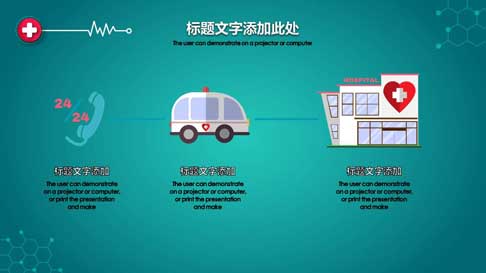 标题文字添加此处
The user can demonstrate on a projector or computer
24
/24
HOSPITAL
标题文字添加
The user can demonstrate
on a projector or computer,
or print the presentation
and make
标题文字添加
The user can demonstrate
on a projector or computer,
or print the presentation
and make
标题文字添加
The user can demonstrate
on a projector or computer,
or print the presentation
and make